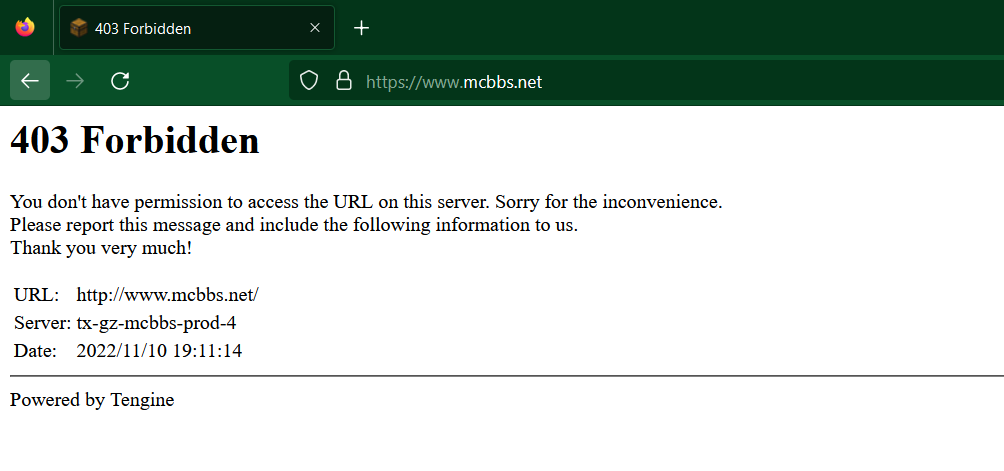 403 Forbidden
https://www.mcbbs.net
403 Forbidden
You don't have permission to access the URL on this server. Sorry for the inconvenience.
Please report this message and include the following information to us.
Thank you very much!
URL: http://www.mcbbs.net/
Server: tx-gz-mcbbs-prod-4
Date: 2022/11/10 19:11:14
Powered by Tengine